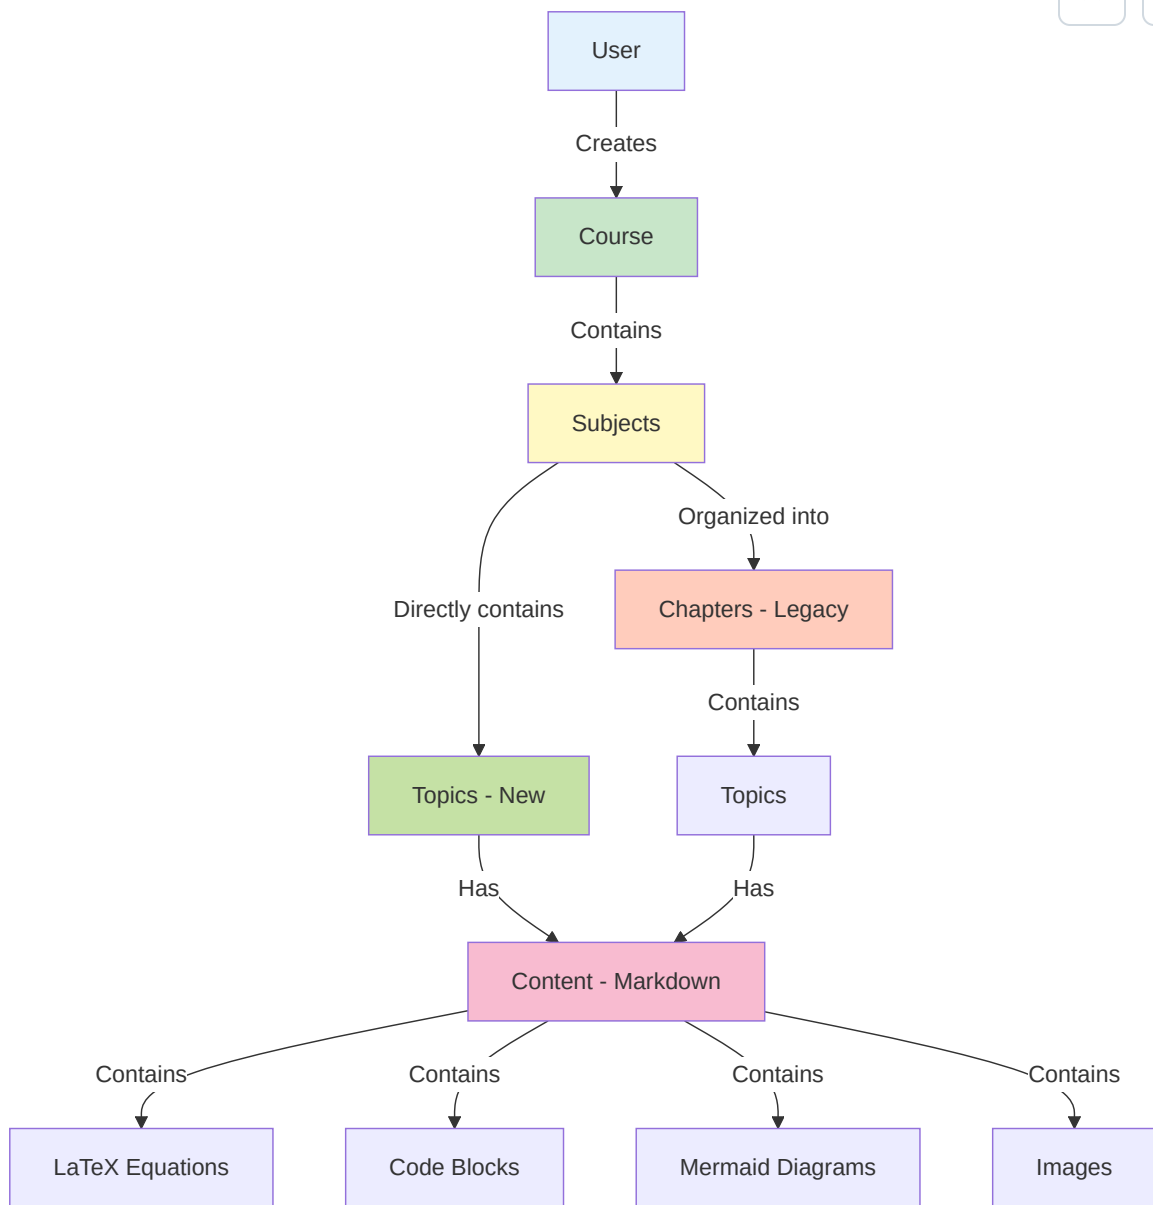 User
Creates
Course
Contains
Subjects
Organized into
Directly contains
Chapters - Legacy
Contains
Topics - New
Topics
Has
Has
Content - Markdown
Contains
Contains
Contains
Contains
LaTeX Equations
Code Blocks
Mermaid Diagrams
Images